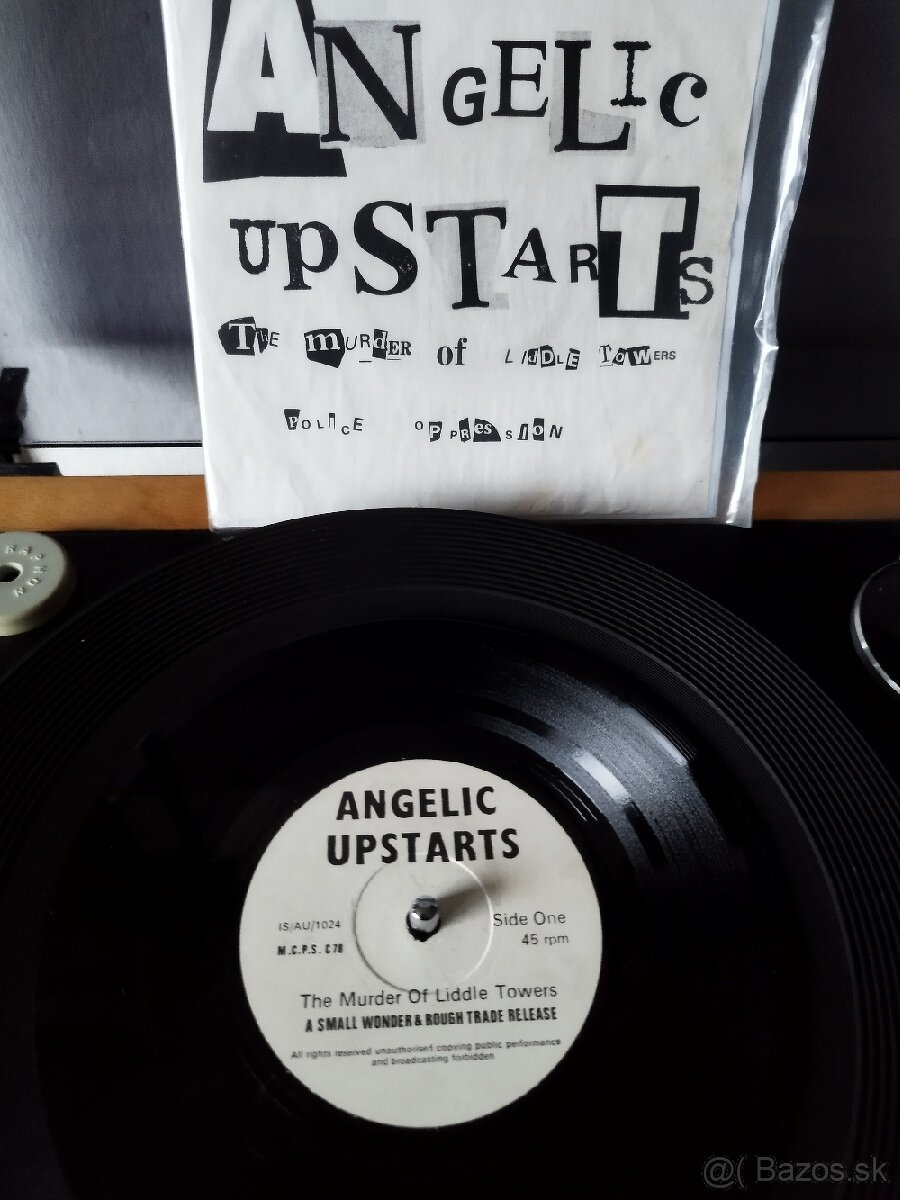 ANGELIC
UPSTARTS
THE MURdER of LIDDLE TOWERS
POLICE OPPRESSION
ANGELIC
UPSTARTS
IS/AU/1024
Side One
M.C.P.S. C 78
45 rpm
The Murder Of Liddle Towers
A SMALL WONDER & ROUGH TRADE RELEASE
All rights reserved unauthorised copying public performance
and broadcasting forbidden
@( Bazos.sk